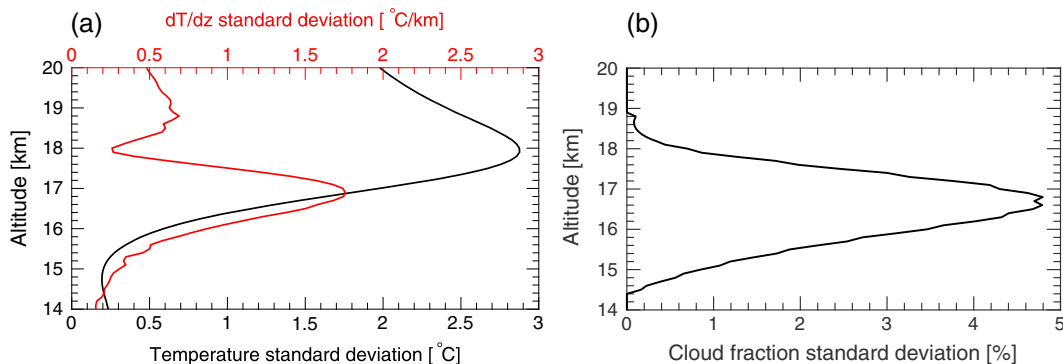 (a)
dT/dz standard deviation [ °C/km]
0 0.5 1 1.5 2 2.5 3
20
19
18
17
16
15
14
Altitude [km]
0 0.5 1 1.5 2 2.5 3
Temperature standard deviation [ °C]
(b)
20
19
18
17
16
15
14
Altitude [km]
0 1 2 3 4 5
Cloud fraction standard deviation [%]